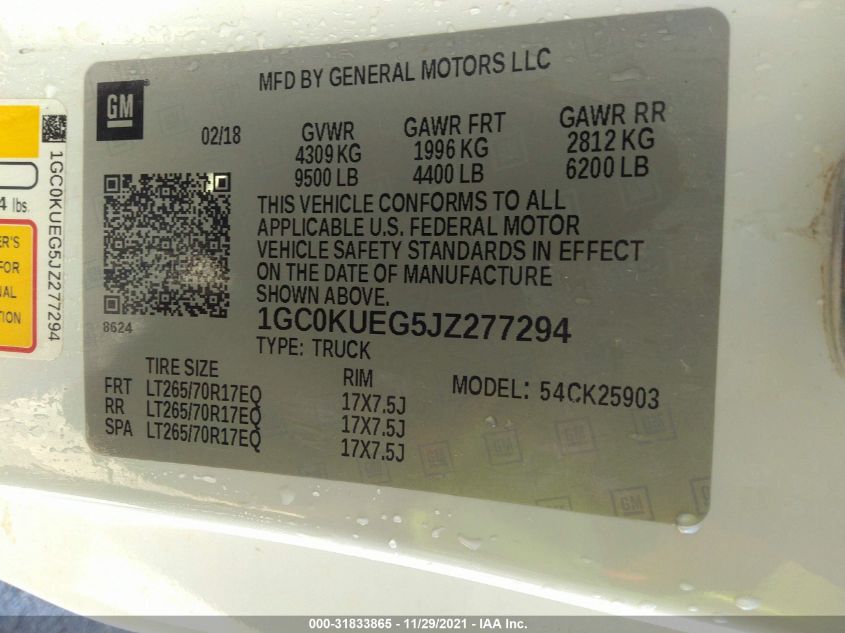 MFD BY GENERAL MOTORS LLC
GM
02/18
GVWR GAWR FRT GAWR RR
4309 KG 1996 KG 2812 KG
9500 LB 4400 LB 6200 LB
THIS VEHICLE CONFORMS TO ALL
APPLICABLE U.S. FEDERAL MOTOR
VEHICLE SAFETY STANDARDS IN EFFECT
ON THE DATE OF MANUFACTURE
SHOWN ABOVE.
8624
1GC0KUEG5JZ277294
TYPE: TRUCK
TIRE SIZE RIM MODEL: 54CK25903
FRT LT265/70R17EQ 17X7.5J
RR LT265/70R17EQ 17X7.5J
SPA LT265/70R17EQ 17X7.5J
1GC0KUEG5JZ277294
4 lbs.
ER'S
FOR
NAL
TION
000-31833865 - 11/29/2021 - IAA Inc.